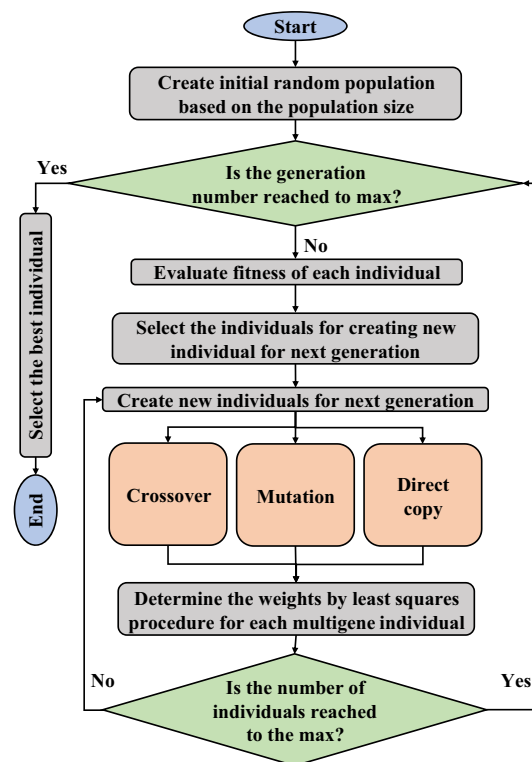 Start
Create initial random population
based on the population size
Yes
Is the generation
number reached to max?
No
Select the best individual
End
Evaluate fitness of each individual
Select the individuals for creating new
individual for next generation
Create new individuals for next generation
Crossover
Mutation
Direct
copy
Determine the weights by least squares
procedure for each multigene individual
No
Is the number of
individuals reached
to the max?
Yes